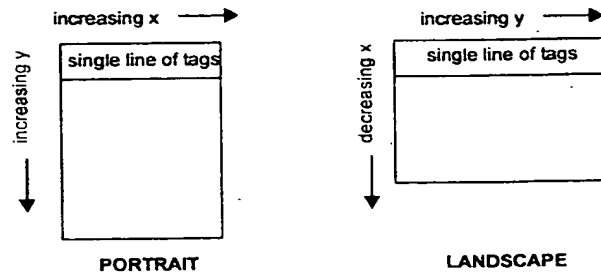 increasing x
increasing y
single line of tags
PORTRAIT
increasing y
decreasing x
single line of tags
LANDSCAPE